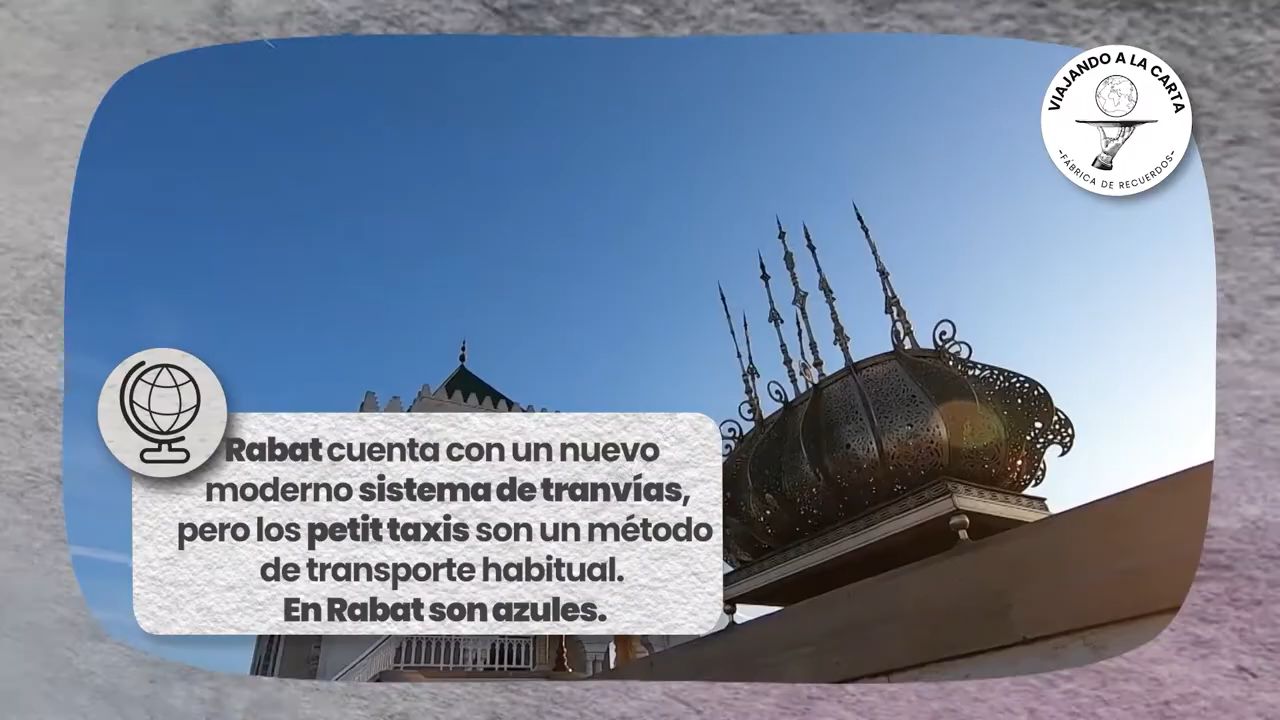 VIAJANDO A LA CARTA
-FÁBRICA DE RECUERDOS-
Rabat cuenta con un nuevo
moderno sistema de tranvías,
pero los petit taxis son un método
de transporte habitual.
En Rabat son azules.